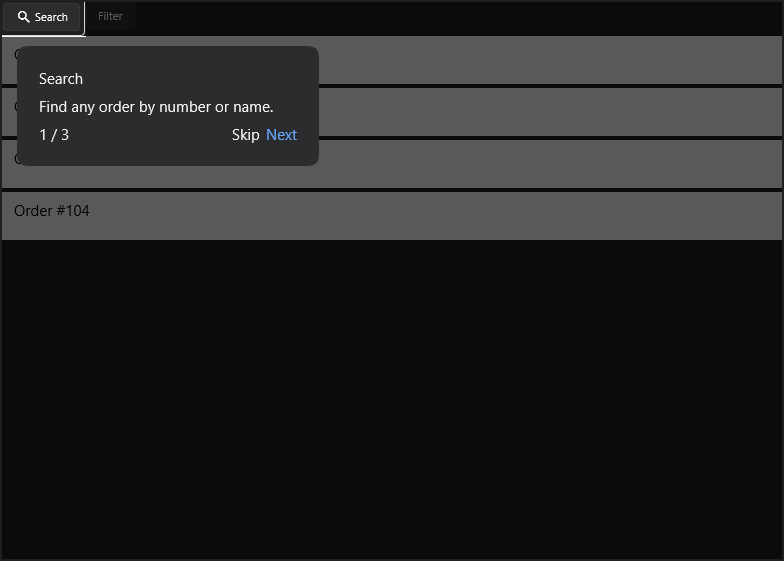 Search
Filter
Search
Find any order by number or name.
1 / 3
Skip Next
Order #104